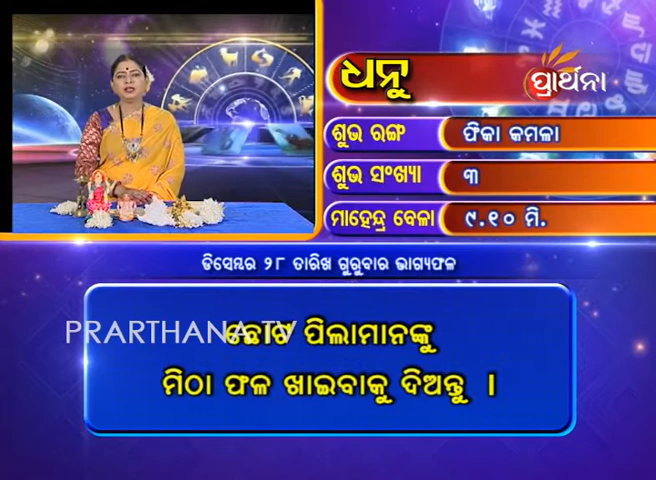 ଧନୁ
ପ୍ରାର୍ଥନା
ଶୁଭ ରଙ୍ଗ
ଫିକା କମଳା
ଶୁଭ ସଂଖ୍ୟା
୩
ମାହେନ୍ଦ୍ର ବେଳା
୯.୧୦ ମି.
ଡିସେମ୍ବର ୨୮ ତାରିଖ ଗୁରୁବାର ଭାଗ୍ୟଫଳ
PRARTHANA TV
ଛୋଟ ପିଲାମାନଙ୍କୁ
ମିଠା ଫଳ ଖାଇବାକୁ ଦିଅନ୍ତୁ ।